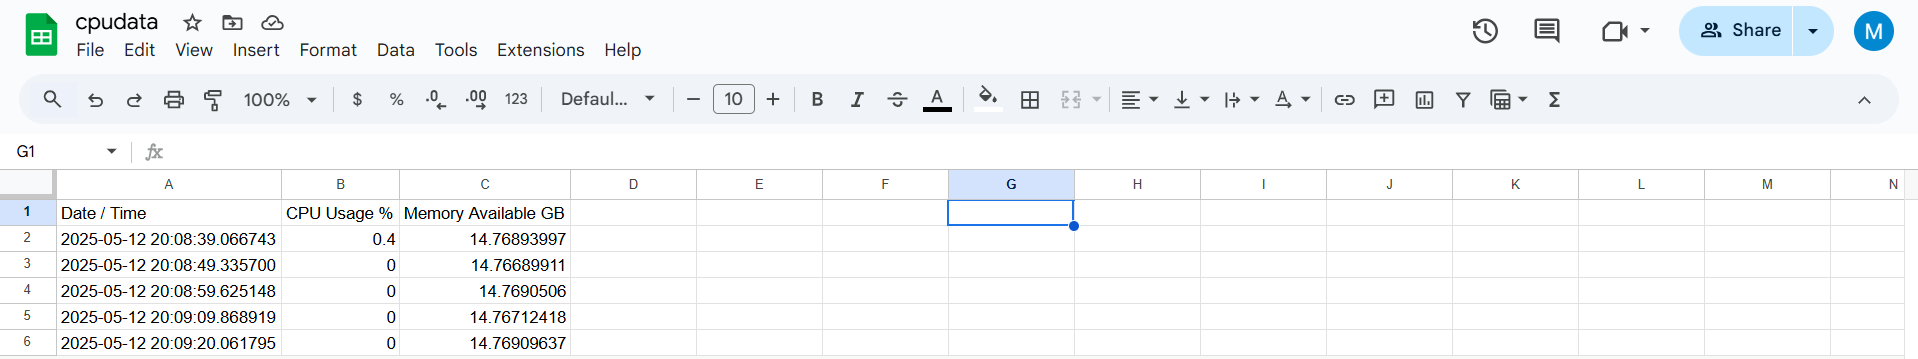 cpudata
File Edit View Insert Format Data Tools Extensions Help
Share
M
100% $ % .0 .00 123 Defaul... 10 B I A A Σ
G1 fx
A B C D E F G H I J K L M N
1 Date / Time CPU Usage % Memory Available GB
2 2025-05-12 20:08:39.066743 0.4 14.76893997
3 2025-05-12 20:08:49.335700 0 14.76689911
4 2025-05-12 20:08:59.625148 0 14.7690506
5 2025-05-12 20:09:09.868919 0 14.76712418
6 2025-05-12 20:09:20.061795 0 14.76909637